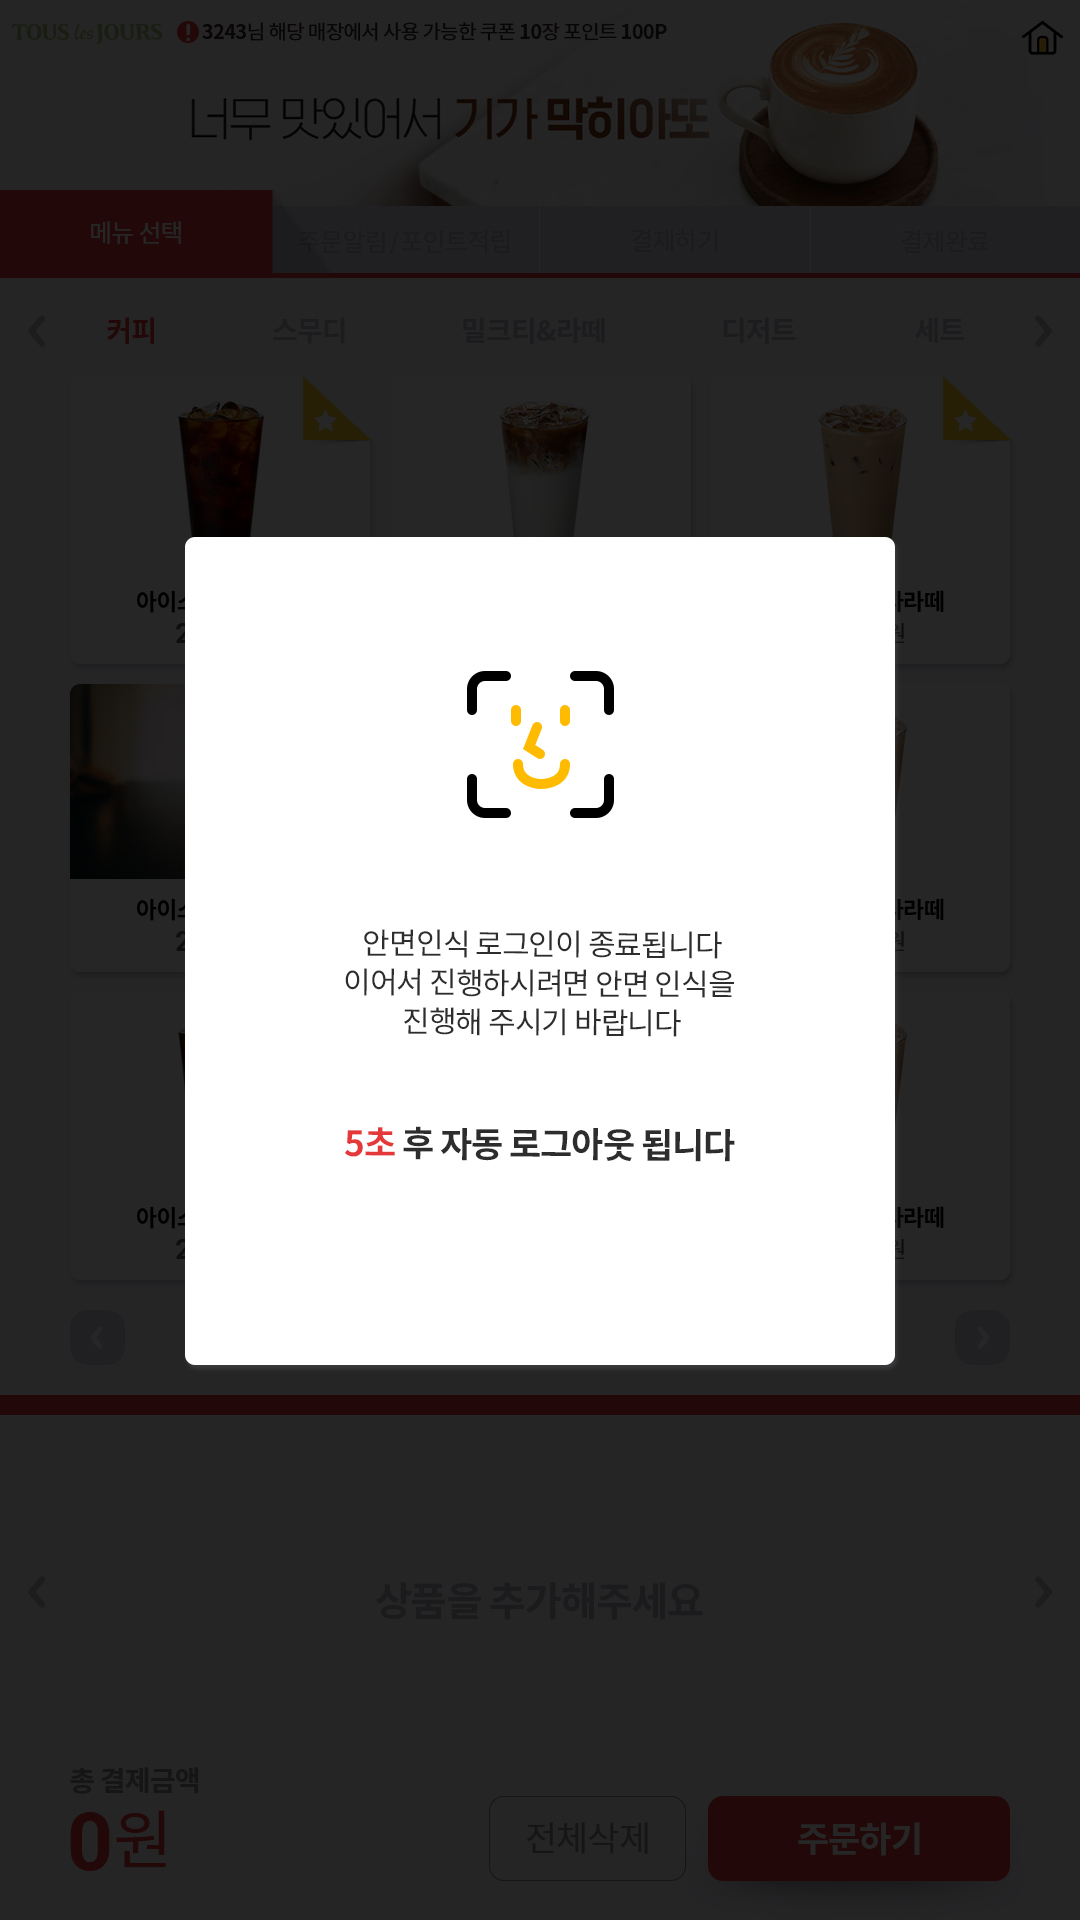 TOUS les JOURS
3243님 해당 매장에서 사용 가능한 쿠폰 10장 포인트 100P
너무 맛있어서 기가 막히아또
메뉴 선택
주문알림/포인트적립
결제하기
결제완료
커피
스무디
밀크티&라떼
디저트
세트
아이
라떼
2
원
안면인식 로그인이 종료됩니다
이어서 진행하시려면 안면 인식을
진행해 주시기 바랍니다
5초 후 자동 로그아웃 됩니다
아이
라떼
2
원
아이
라떼
2
원
상품을 추가해주세요
총 결제금액
0원
전체삭제
주문하기